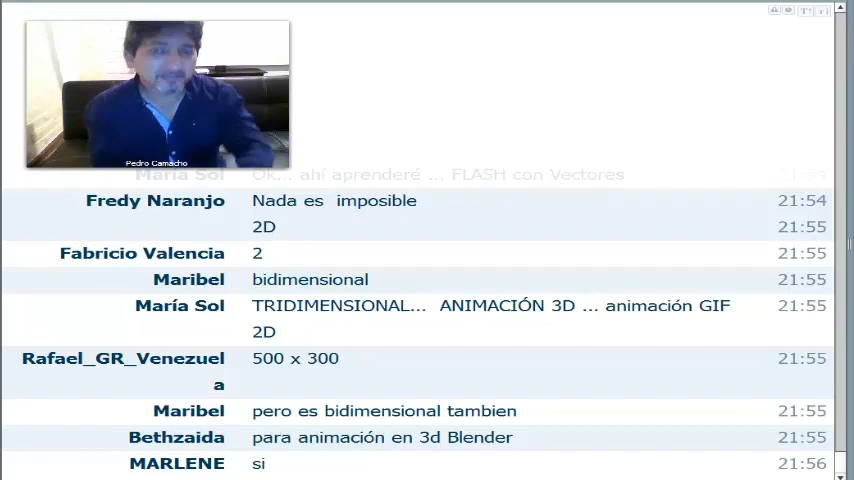 Pedro Camacho
María Sol Ok... ahí aprenderé ... FLASH con Vectores 21:54
Fredy Naranjo Nada es imposible 21:54
2D 21:55
Fabricio Valencia 2 21:55
Maribel bidimensional 21:55
María Sol TRIDIMENSIONAL... ANIMACIÓN 3D ... animación GIF 21:55
2D
Rafael_GR_Venezuel 500 x 300 21:55
a
Maribel pero es bidimensional tambien 21:55
Bethzaida para animación en 3d Blender 21:55
MARLENE si 21:56